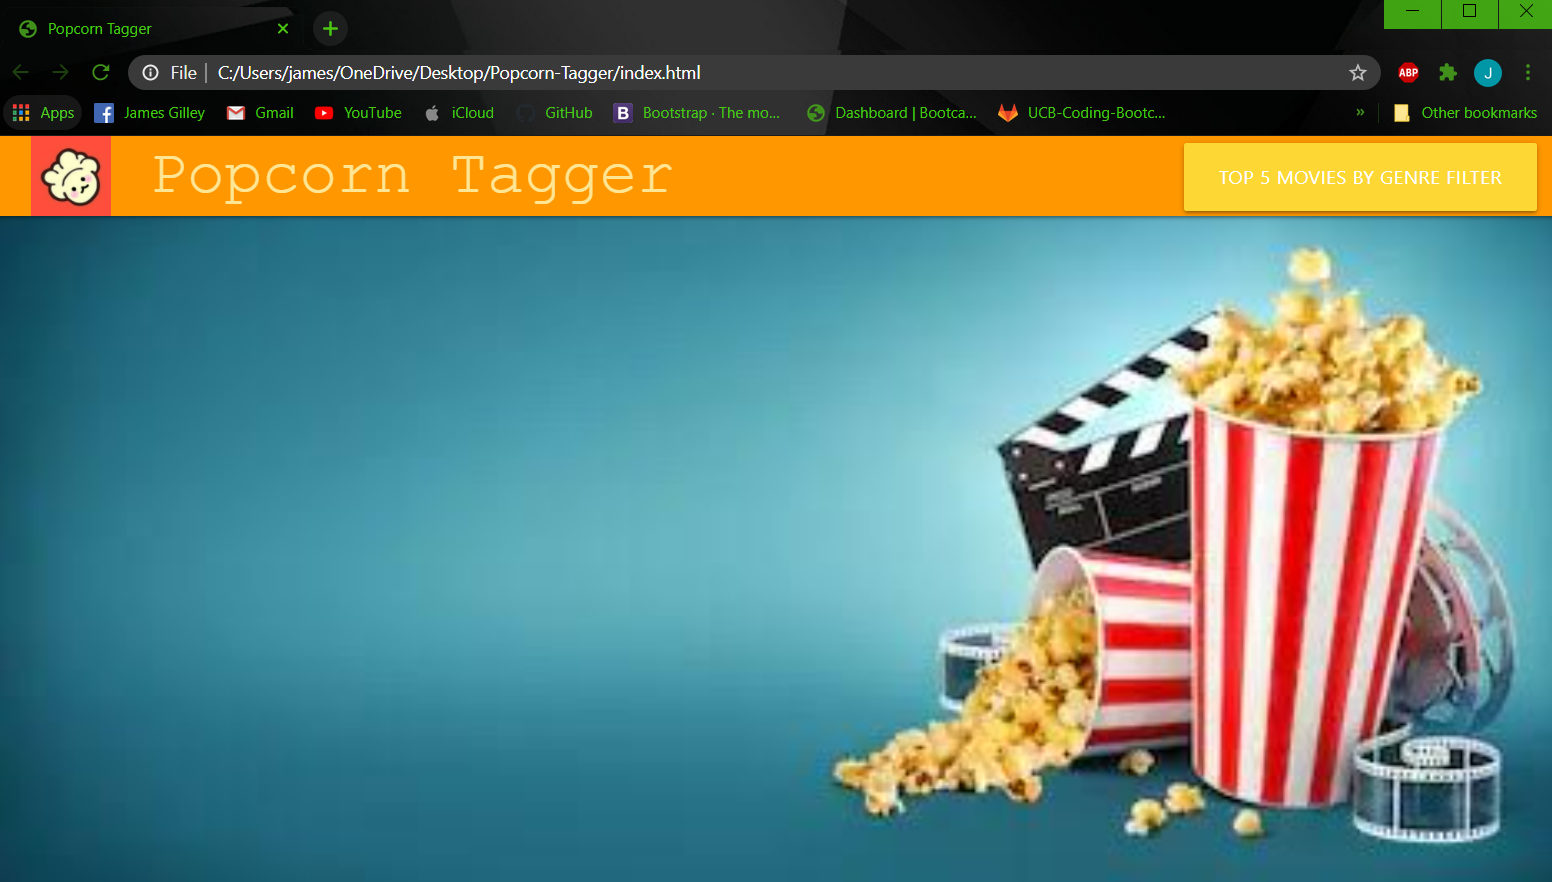 Popcorn Tagger
File C:/Users/james/OneDrive/Desktop/Popcorn-Tagger/index.html
ABP
J
Apps James Gilley Gmail YouTube iCloud GitHub Bootstrap · The mo... Dashboard | Bootca... UCB-Coding-Bootc... » Other bookmarks
Popcorn Tagger
TOP 5 MOVIES BY GENRE FILTER